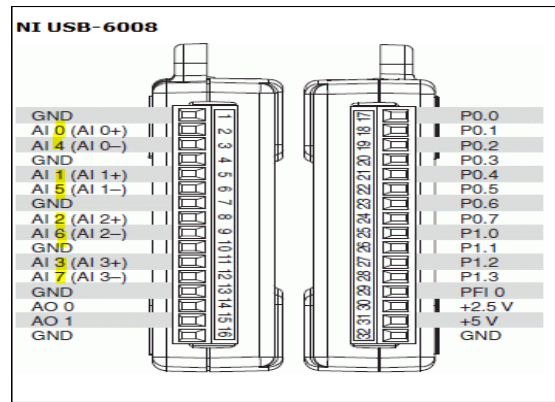 NI USB-6008
GND 1 17 P0.0
AI 0 (AI 0+) 2 18 P0.1
AI 4 (AI 0–) 3 19 P0.2
GND 4 20 P0.3
AI 1 (AI 1+) 5 21 P0.4
AI 5 (AI 1–) 6 22 P0.5
GND 7 23 P0.6
AI 2 (AI 2+) 8 24 P0.7
AI 6 (AI 2–) 9 25 P1.0
GND 10 26 P1.1
AI 3 (AI 3+) 11 27 P1.2
AI 7 (AI 3–) 12 28 P1.3
GND 13 29 PFI 0
AO 0 14 30 +2.5 V
AO 1 15 31 +5 V
GND 16 32 GND